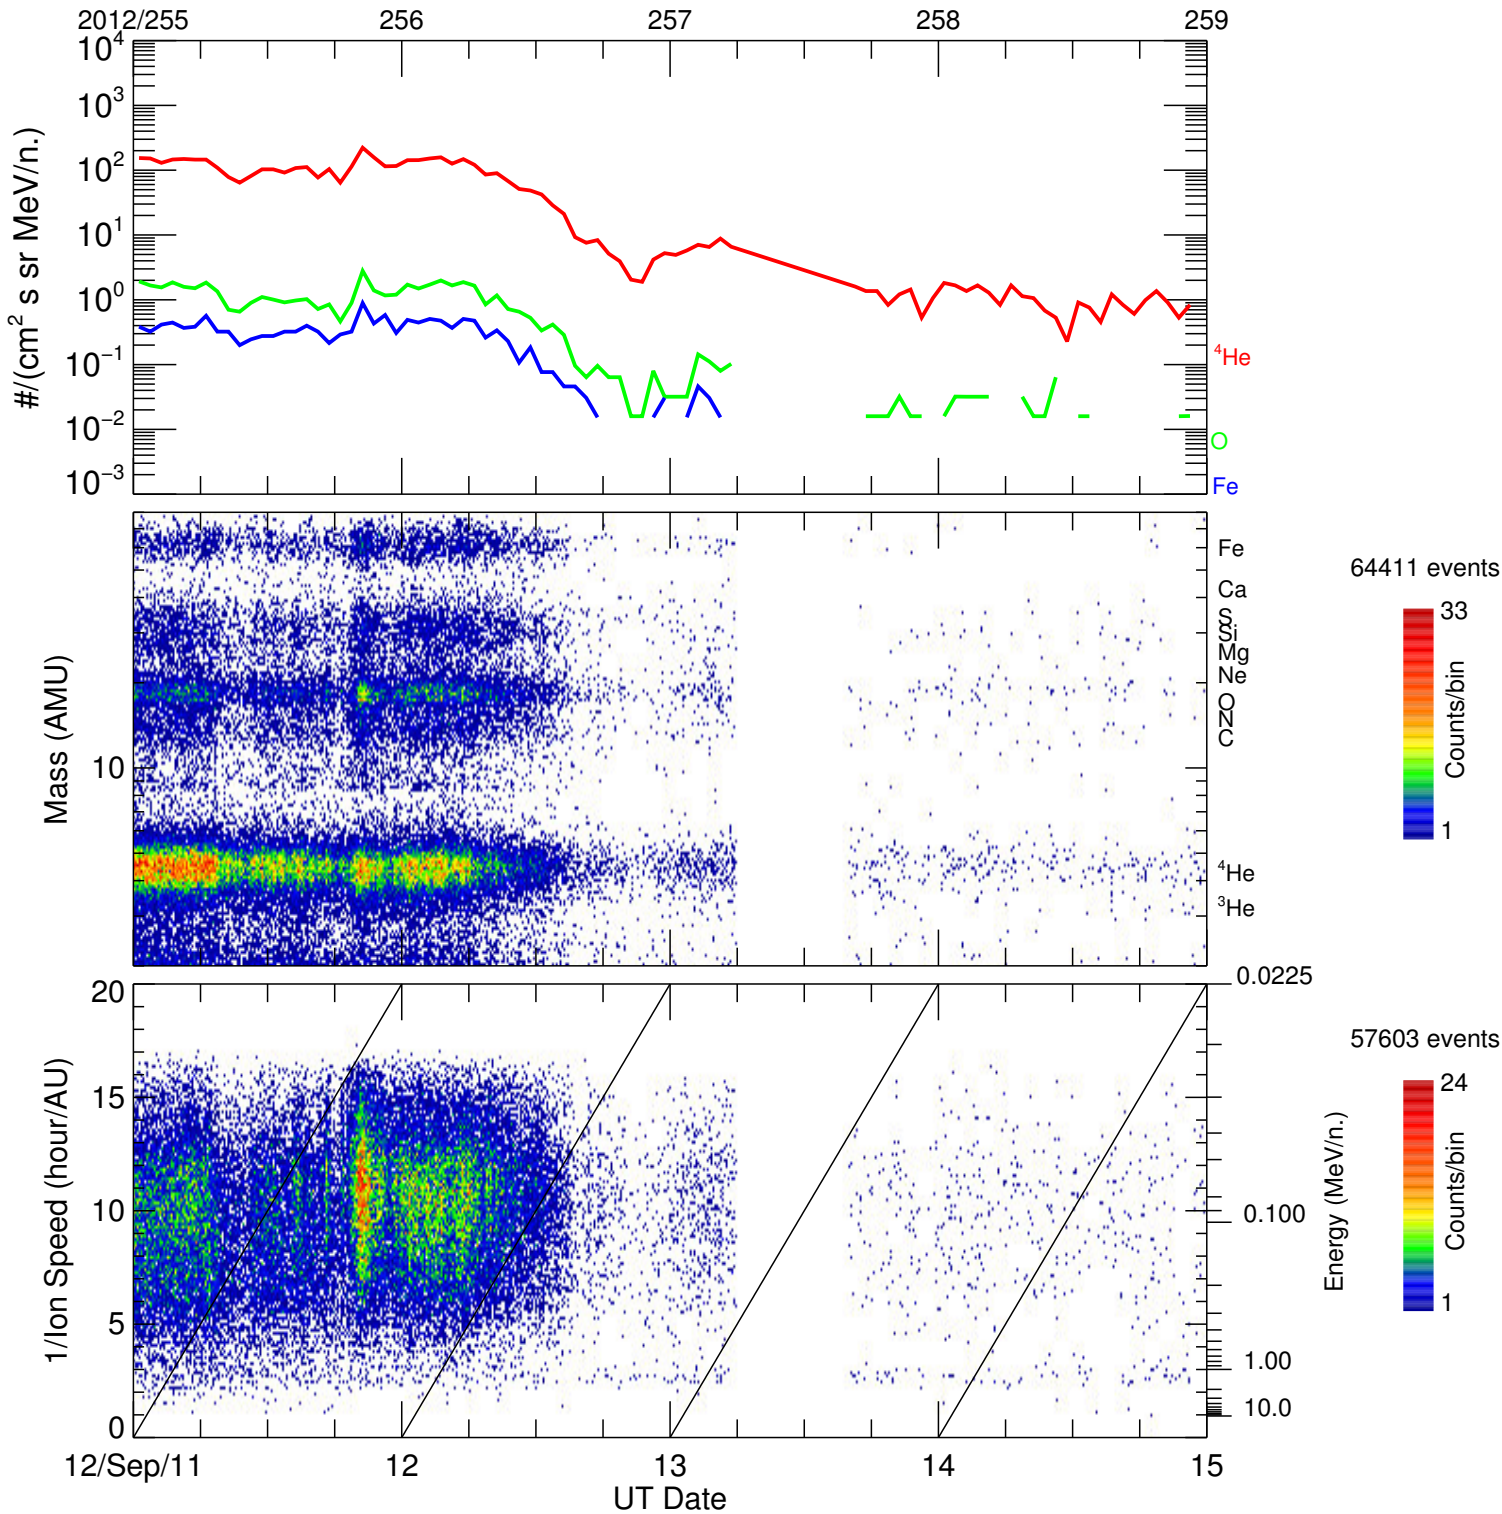 2012/255 256 257 258 259
10⁴
10³
10²
10¹
10⁰
10⁻¹
10⁻²
10⁻³
#/(cm² s sr MeV/n.)
⁴He
O
Fe
Mass (AMU)
10
Fe
Ca
S
Si
Mg
Ne
O
N
C
⁴He
³He
64411 events
33
Counts/bin
1
20
15
10
5
0
1/Ion Speed (hour/AU)
0.0225
0.100
1.00
10.0
Energy (MeV/n.)
57603 events
24
Counts/bin
1
12/Sep/11 12 13 14 15
UT Date